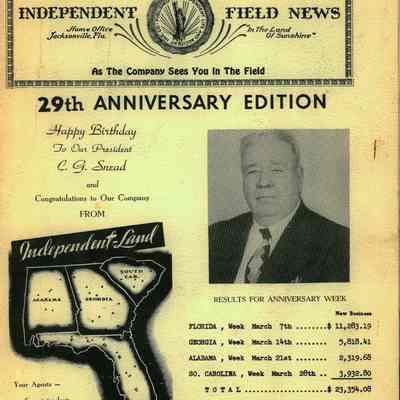 INDEPENDENT FIELD NEWS
Home Office
Jacksonville, Fla.
"In The Land
Of Sunshine"
As The Company Sees You In The Field
29th ANNIVERSARY EDITION
Happy Birthday
To Our President
C. G. Snead
and
Congratulations to Our Company
FROM
Independent-Land
ALABAMA
GEORGIA
SOUTH
CAR.
Your Agents —
RESULTS FOR ANNIVERSARY WEEK
New Business
FLORIDA, Week March 7th ........$ 11,283.19
GEORGIA, Week March 14th ....... 5,818.41
ALABAMA, Week March 21st ....... 2,319.68
SO. CAROLINA, Week March 28th .. 3,932.80
TOTAL ..................$ 23,354.08